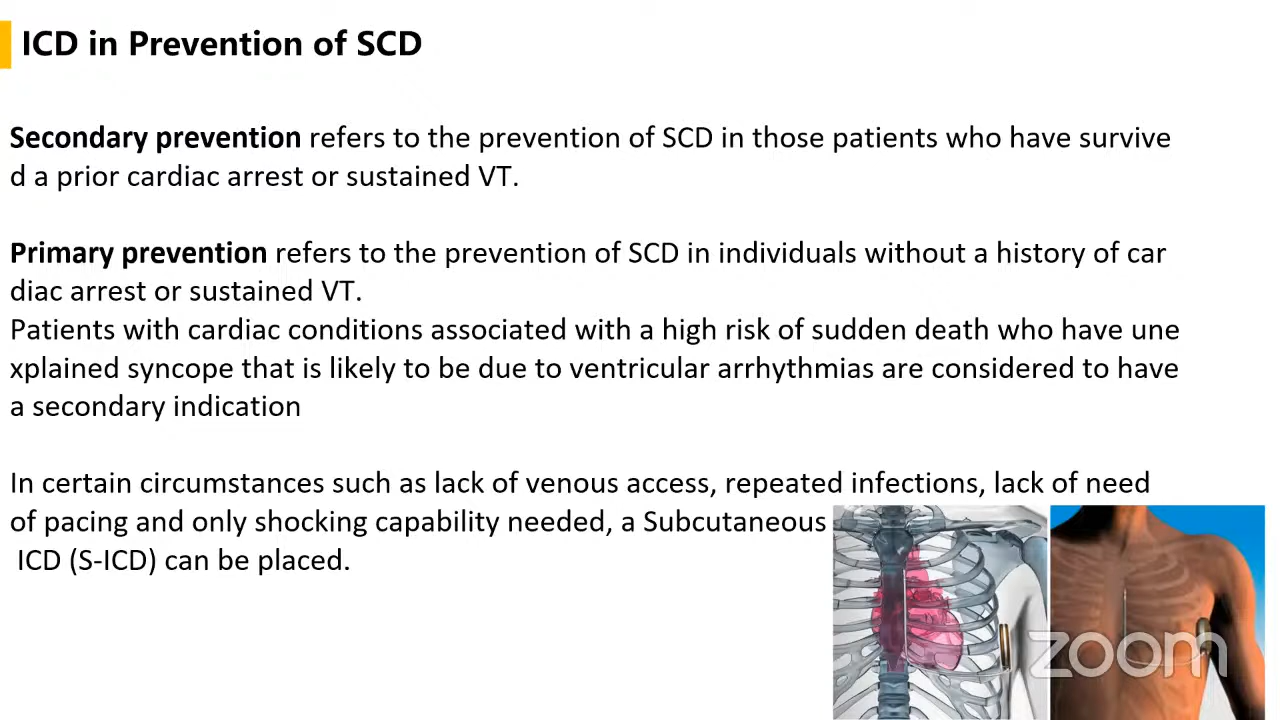 ICD in Prevention of SCD
Secondary prevention refers to the prevention of SCD in those patients who have survive
d a prior cardiac arrest or sustained VT.
Primary prevention refers to the prevention of SCD in individuals without a history of car
diac arrest or sustained VT.
Patients with cardiac conditions associated with a high risk of sudden death who have une
xplained syncope that is likely to be due to ventricular arrhythmias are considered to have
a secondary indication
In certain circumstances such as lack of venous access, repeated infections, lack of need
of pacing and only shocking capability needed, a Subcutaneous
ICD (S-ICD) can be placed.
zoom